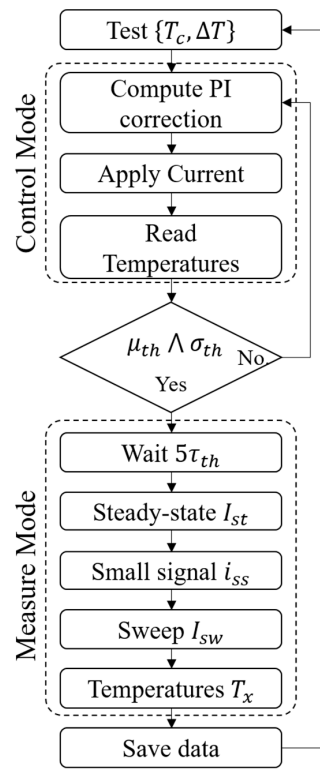 Test {T_c, ΔT}
Control Mode
Compute PI
correction
Apply Current
Read
Temperatures
μ_th ∧ σ_th
No.
Yes
Measure Mode
Wait 5τ_th
Steady-state I_st
Small signal i_ss
Sweep I_sw
Temperatures T_x
Save data